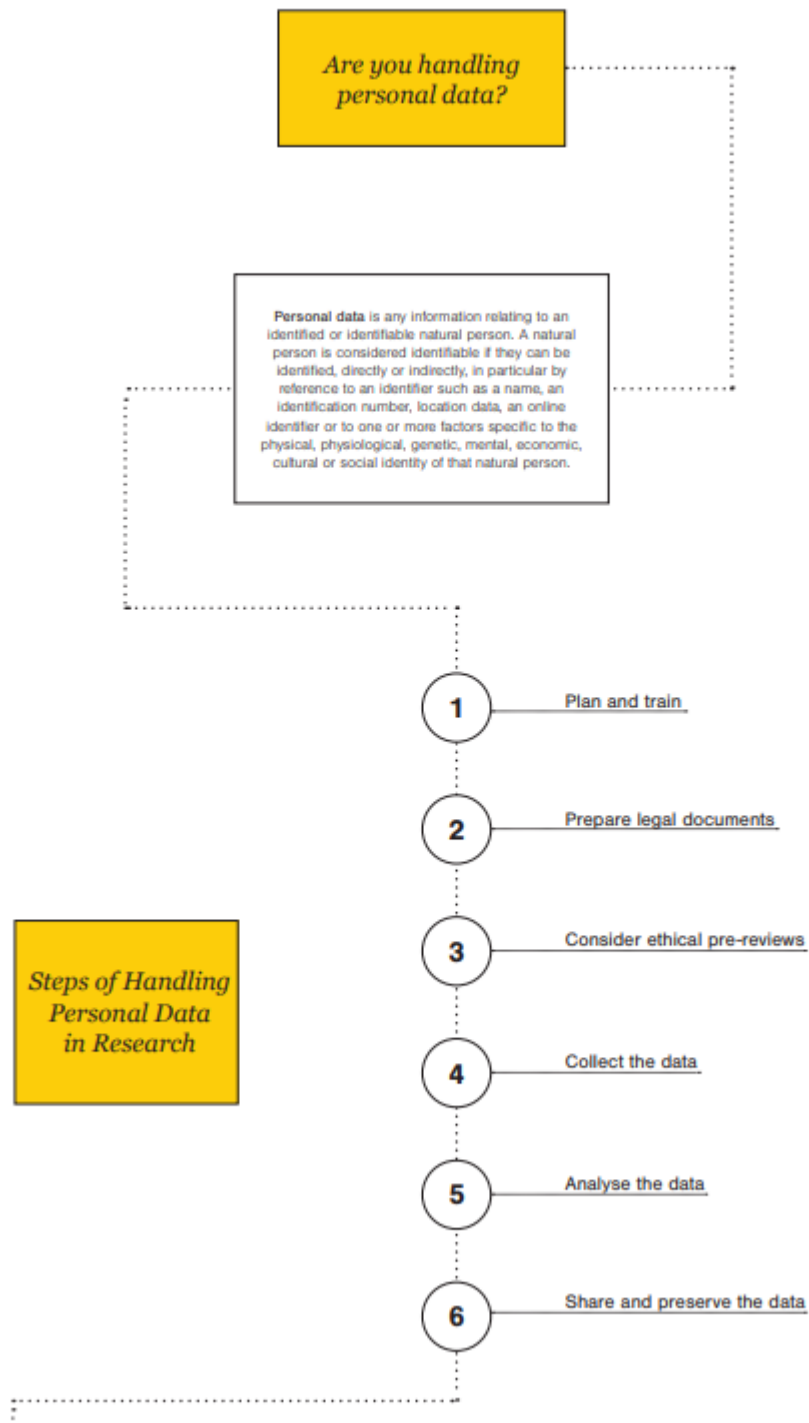 Are you handling
personal data?
Personal data is any information relating to an
identified or identifiable natural person. A natural
person is considered identifiable if they can be
identified, directly or indirectly, in particular by
reference to an identifier such as a name, an
identification number, location data, an online
identifier or to one or more factors specific to the
physical, physiological, genetic, mental, economic,
cultural or social identity of that natural person.
1 Plan and train
2 Prepare legal documents
3 Consider ethical pre-reviews
Steps of Handling
Personal Data
in Research
4 Collect the data
5 Analyse the data
6 Share and preserve the data